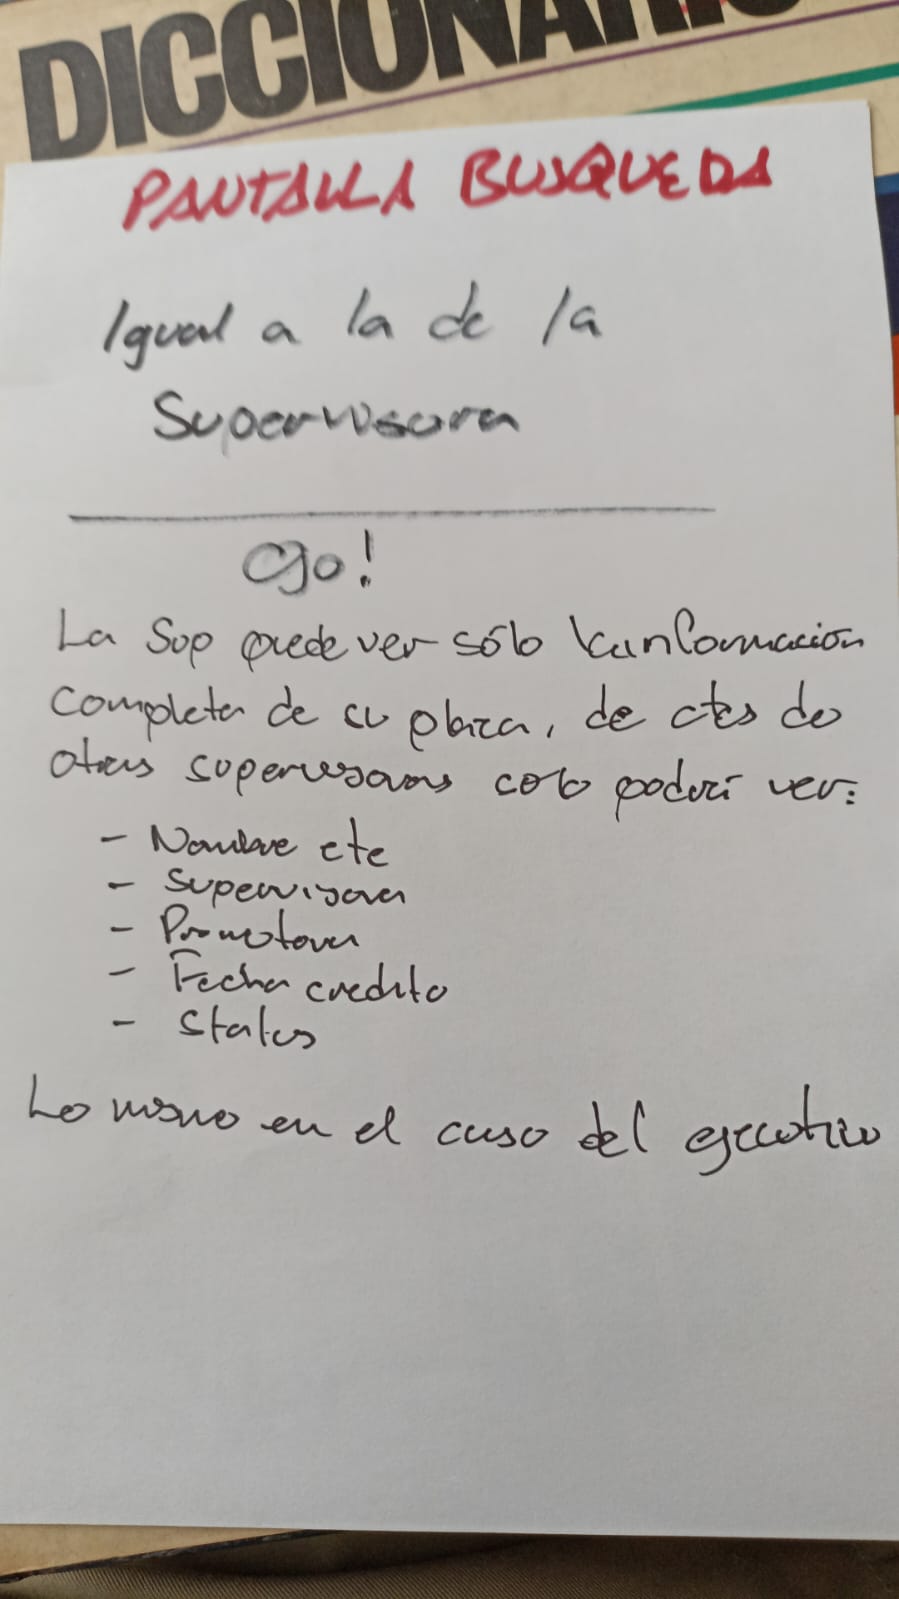 DICCIONARIO
PANTALLA BUSQUEDA
Igual a la de la
Supervisora
Ojo!
La Sup puede ver sólo la información
completa de su plaza, de ctes de
otras supervisoras solo podrá ver:
- Nombre cte
- Supervisora
- Promotora
- Fecha credito
- Status
Lo mismo en el caso del ejecutivo